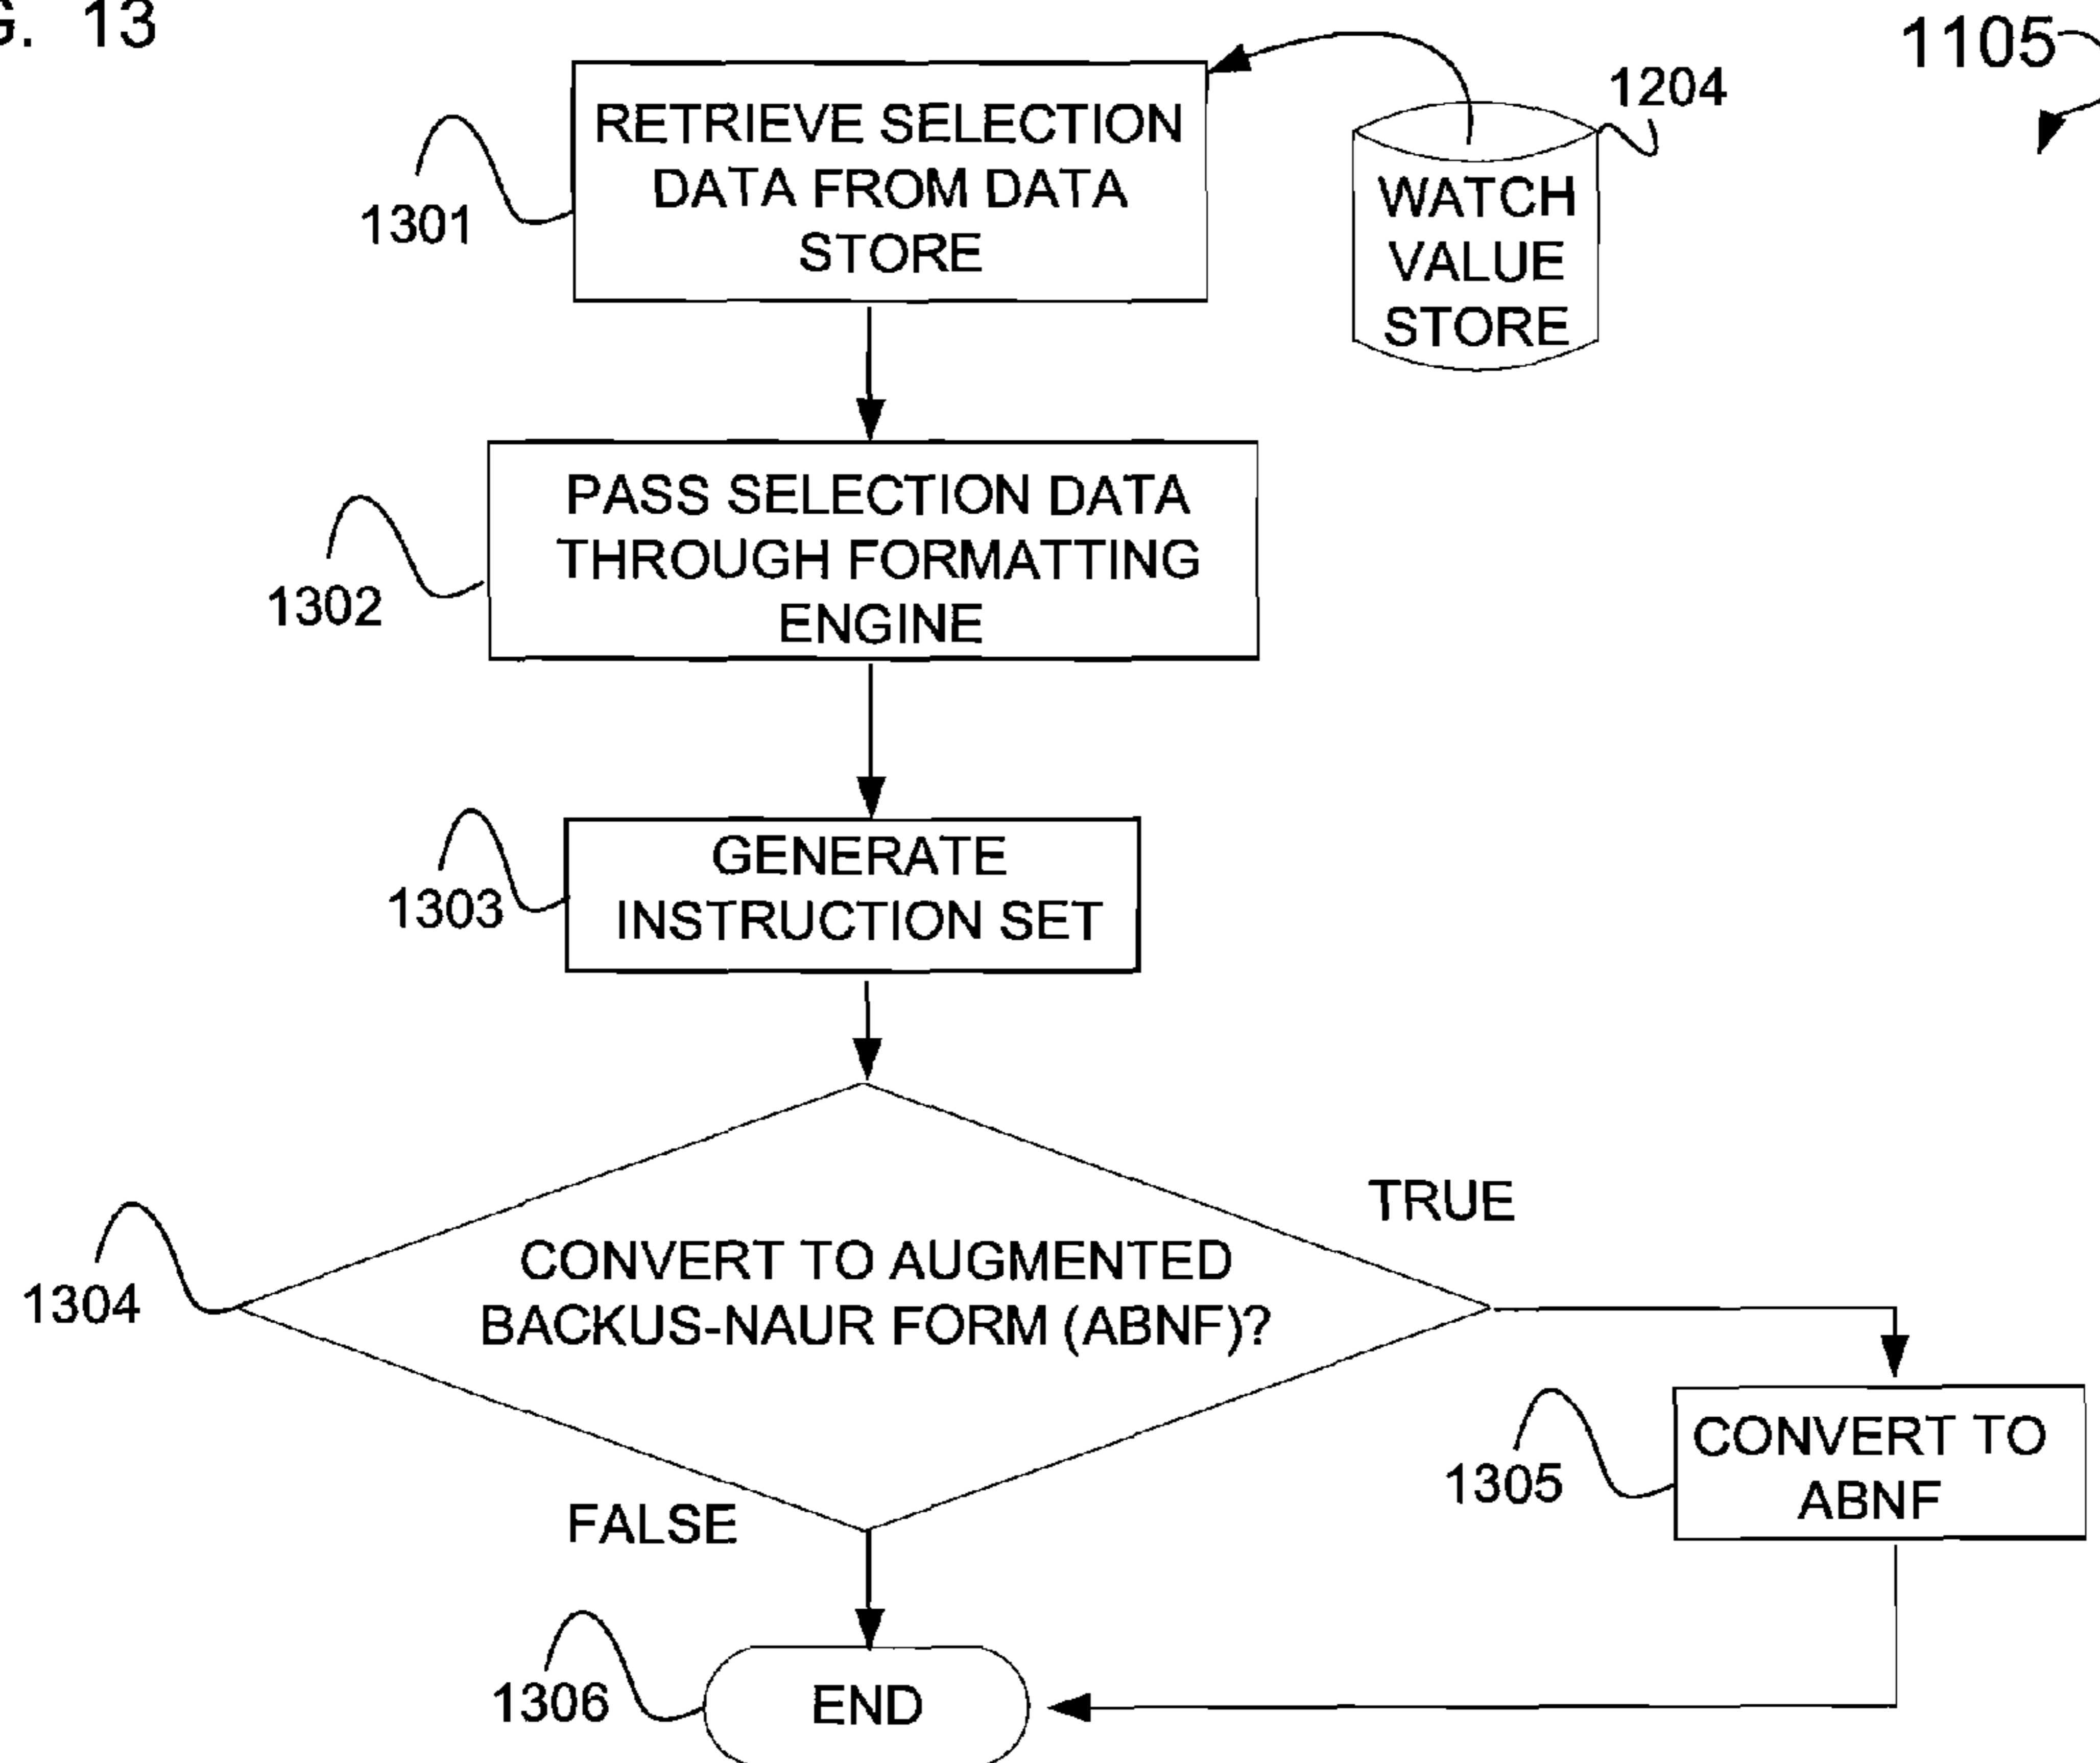 G. 13
1105
RETRIEVE SELECTION
DATA FROM DATA
STORE
1301
1204
WATCH
VALUE
STORE
PASS SELECTION DATA
THROUGH FORMATTING
ENGINE
1302
GENERATE
INSTRUCTION SET
1303
TRUE
CONVERT TO AUGMENTED
BACKUS-NAUR FORM (ABNF)?
1304
CONVERT TO
ABNF
1305
FALSE
END
1306